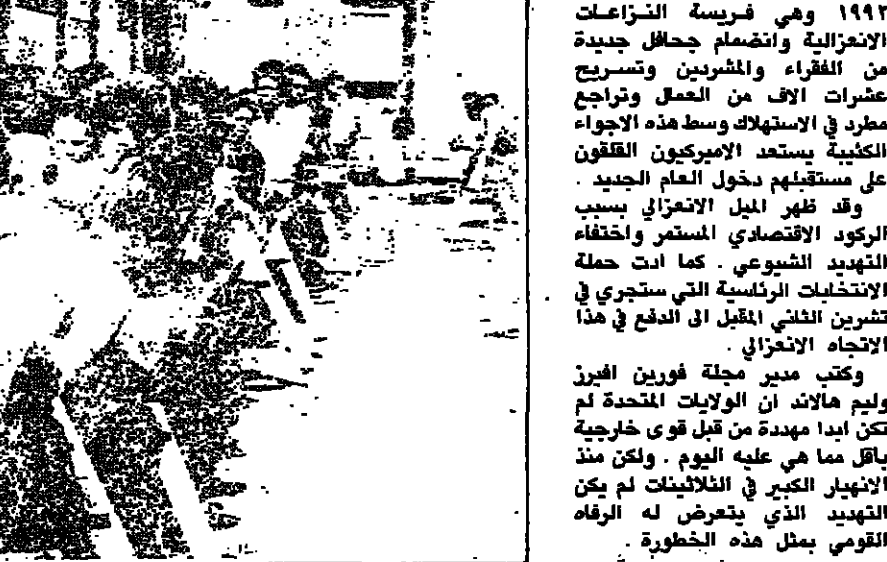 ١٩٩٢ وهي فريسة النزاعات
الانعزالية وانضمام جحافل جديدة
من الفقراء والمشردين وتسريح
عشرات الاف من العمال وتراجع
مطرد في الاستهلاك وسط هذه الاجواء
الكئيبة يستعد الاميركيون القلقون
على مستقبلهم دخول العام الجديد .
وقد ظهر الميل الانعزالي بسبب
الركود الاقتصادي المستمر واختفاء
التهديد الشيوعي . كما ادت حملة
الانتخابات الرئاسية التي ستجري في
تشرين الثاني المقبل الى الدفع في هذا
الاتجاه الانعزالي .
وكتب مدير مجلة فورين افيرز
وليم هالاند ان الولايات المتحدة لم
تكن ابدا مهددة من قبل قوى خارجية
باقل مما هي عليه اليوم . ولكن منذ
الانهيار الكبير في الثلاثينات لم يكن
التهديد الذي يتعرض له الرفاه
القومي بمثل هذه الخطورة .